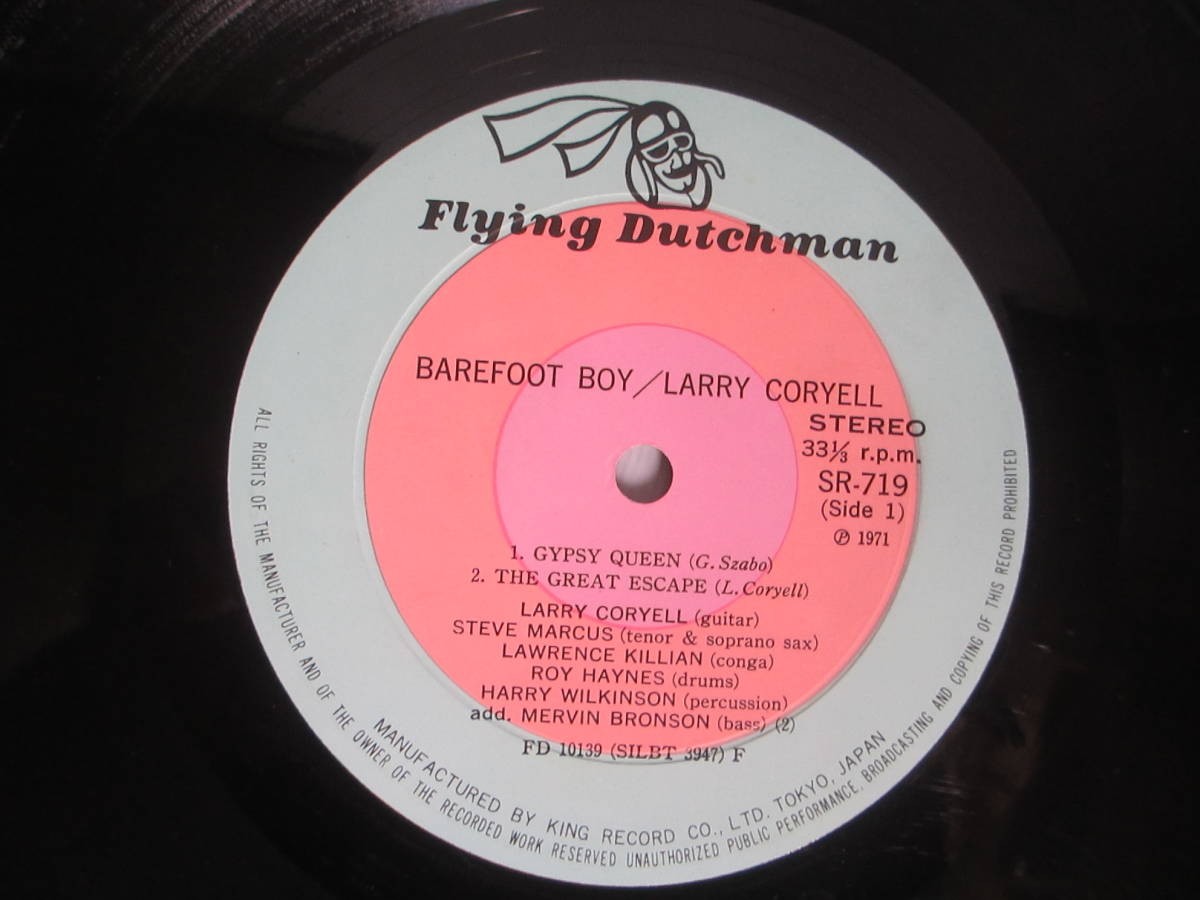 Flying Dutchman
BAREFOOT BOY/LARRY CORYELL
STEREO
33⅓ r.p.m.
SR-719
(Side 1)
℗ 1971
1. GYPSY QUEEN (G. Szabo)
2. THE GREAT ESCAPE (L. Coryell)
LARRY CORYELL (guitar)
STEVE MARCUS (tenor & soprano sax)
LAWRENCE KILLIAN (conga)
ROY HAYNES (drums)
HARRY WILKINSON (percussion)
add. MERVIN BRONSON (bass) (2)
FD 10139 (SILBT 3947) F
MANUFACTURED BY KING RECORD CO., LTD. TOKYO, JAPAN
ALL RIGHTS OF THE MANUFACTURER AND OF THE OWNER OF THE RECORDED WORK RESERVED UNAUTHORIZED PUBLIC PERFORMANCE. BROADCASTING AND COPYING OF THIS RECORD PROHIBITED